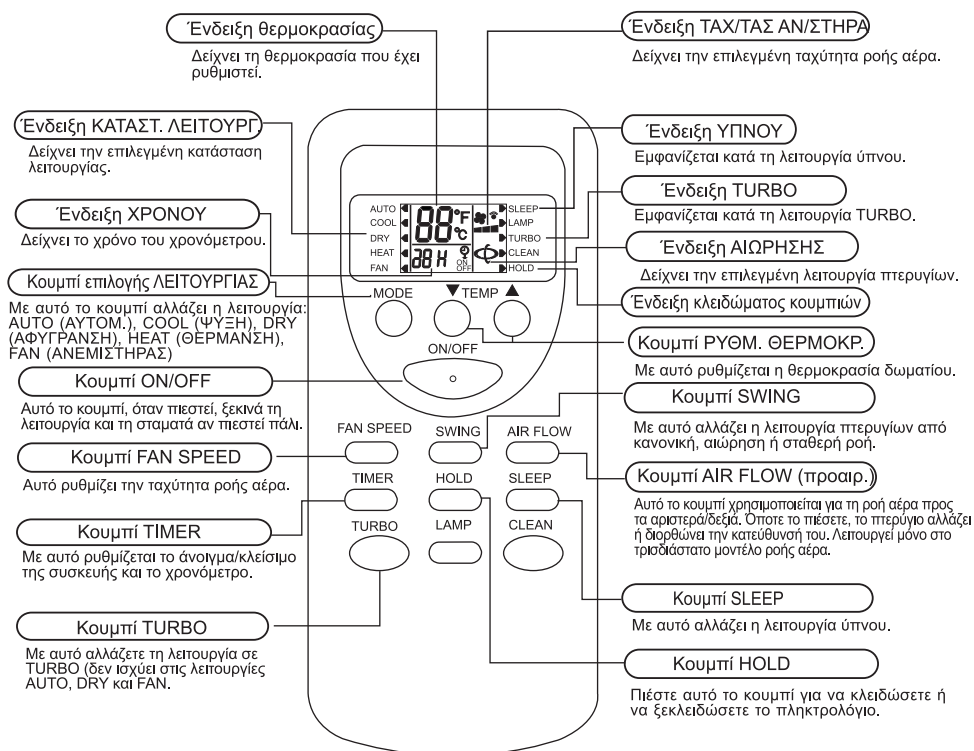 Ένδειξη θερμοκρασίας
Δείχνει τη θερμοκρασία που έχει
ρυθμιστεί.
Ένδειξη ΤΑΧ/ΤΑΣ ΑΝ/ΣΤΗΡΑ
Δείχνει την επιλεγμένη ταχύτητα ροής αέρα.
Ένδειξη ΚΑΤΑΣΤ. ΛΕΙΤΟΥΡΓ.
Δείχνει την επιλεγμένη κατάσταση
λειτουργίας.
Ένδειξη ΧΡΟΝΟΥ
Δείχνει το χρόνο του χρονόμετρου.
Κουμπί επιλογής ΛΕΙΤΟΥΡΓΙΑΣ
Με αυτό το κουμπί αλλάζει η λειτουργία:
AUTO (ΑΥΤΟΜ.), COOL (ΨΥΞΗ), DRY
(ΑΦΥΓΡΑΝΣΗ), HEAT (ΘΕΡΜΑΝΣΗ),
FAN (ΑΝΕΜΙΣΤΗΡΑΣ)
Κουμπί ON/OFF
Αυτό το κουμπί, όταν πιεστεί, ξεκινά τη
λειτουργία και τη σταματά αν πιεστεί πάλι.
Κουμπί FAN SPEED
Αυτό ρυθμίζει την ταχύτητα ροής αέρα.
Κουμπί TIMER
Με αυτό ρυθμίζεται το άνοιγμα/κλείσιμο
της συσκευής και το χρονόμετρο.
Κουμπί TURBO
Με αυτό αλλάζετε τη λειτουργία σε
TURBO (δεν ισχύει στις λειτουργίες
AUTO, DRY και FAN.
AUTO
COOL
DRY
HEAT
FAN
88 °F
°C
28 H
ON
OFF
SLEEP
LAMP
TURBO
CLEAN
HOLD
MODE ▼ TEMP ▲
ON/OFF
FAN SPEED SWING AIR FLOW
TIMER HOLD SLEEP
TURBO LAMP CLEAN
Ένδειξη ΥΠΝΟΥ
Εμφανίζεται κατά τη λειτουργία ύπνου.
Ένδειξη TURBO
Εμφανίζεται κατά τη λειτουργία TURBO.
Ένδειξη ΑΙΩΡΗΣΗΣ
Δείχνει την επιλεγμένη λειτουργία πτερυγίων.
Ένδειξη κλειδώματος κουμπιών
Κουμπί ΡΥΘΜ. ΘΕΡΜΟΚΡ.
Με αυτό ρυθμίζεται η θερμοκρασία δωματίου.
Κουμπί SWING
Με αυτό αλλάζει η λειτουργία πτερυγίων από
κανονική, αιώρηση ή σταθερή ροή.
Κουμπί AIR FLOW (προαιρ.)
Αυτό το κουμπί χρησιμοποιείται για τη ροή αέρα προς
τα αριστερά/δεξιά. Όποτε το πιέσετε, το πτερύγιο αλλάζει
ή διορθώνει την κατεύθυνσή του. Λειτουργεί μόνο στο
τρισδιάστατο μοντέλο ροής αέρα.
Κουμπί SLEEP
Με αυτό αλλάζει η λειτουργία ύπνου.
Κουμπί HOLD
Πιέστε αυτό το κουμπί για να κλειδώσετε ή
να ξεκλειδώσετε το πληκτρολόγιο.